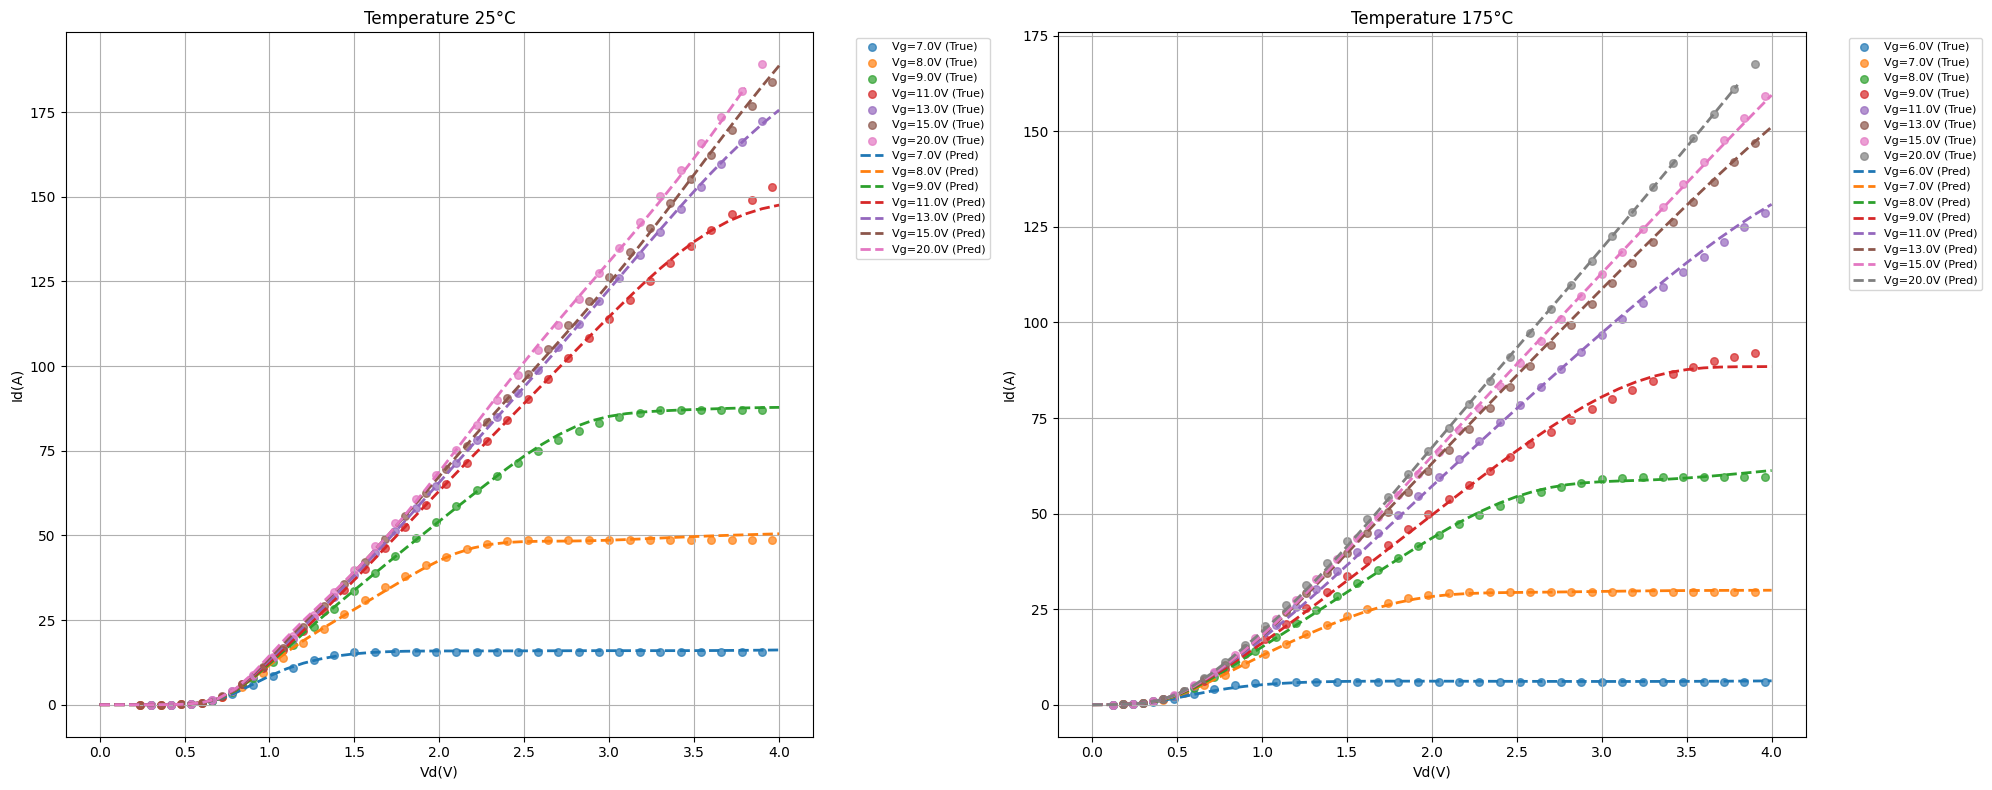 Temperature 25°C
Id(A)
175
150
125
100
75
50
25
0
0.0
0.5
1.0
1.5
2.0
2.5
3.0
3.5
4.0
Vd(V)
Vg=7.0V (True)
Vg=8.0V (True)
Vg=9.0V (True)
Vg=11.0V (True)
Vg=13.0V (True)
Vg=15.0V (True)
Vg=20.0V (True)
Vg=7.0V (Pred)
Vg=8.0V (Pred)
Vg=9.0V (Pred)
Vg=11.0V (Pred)
Vg=13.0V (Pred)
Vg=15.0V (Pred)
Vg=20.0V (Pred)
Temperature 175°C
Id(A)
175
150
125
100
75
50
25
0
0.0
0.5
1.0
1.5
2.0
2.5
3.0
3.5
4.0
Vd(V)
Vg=6.0V (True)
Vg=7.0V (True)
Vg=8.0V (True)
Vg=9.0V (True)
Vg=11.0V (True)
Vg=13.0V (True)
Vg=15.0V (True)
Vg=20.0V (True)
Vg=6.0V (Pred)
Vg=7.0V (Pred)
Vg=8.0V (Pred)
Vg=9.0V (Pred)
Vg=11.0V (Pred)
Vg=13.0V (Pred)
Vg=15.0V (Pred)
Vg=20.0V (Pred)